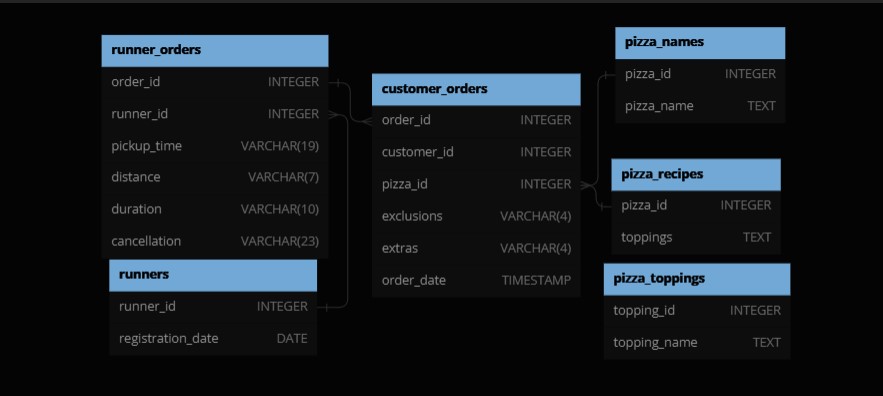 runner_orders
order_id INTEGER
runner_id INTEGER
pickup_time VARCHAR(19)
distance VARCHAR(7)
duration VARCHAR(10)
cancellation VARCHAR(23)
runners
runner_id INTEGER
registration_date DATE
customer_orders
order_id INTEGER
customer_id INTEGER
pizza_id INTEGER
exclusions VARCHAR(4)
extras VARCHAR(4)
order_date TIMESTAMP
pizza_names
pizza_id INTEGER
pizza_name TEXT
pizza_recipes
pizza_id INTEGER
toppings TEXT
pizza_toppings
topping_id INTEGER
topping_name TEXT